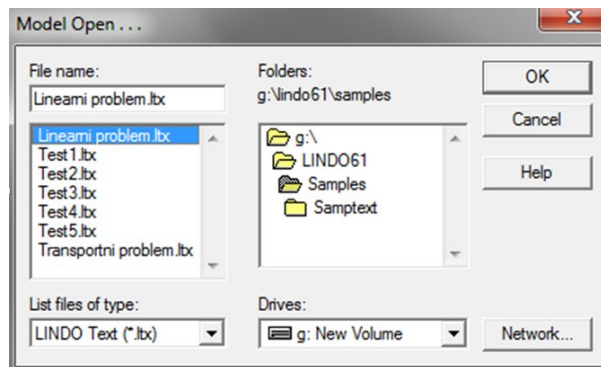 Model Open . . .
File name:
Linearni problem.ltx
Linearni problem.ltx
Test1.ltx
Test2.ltx
Test3.ltx
Test4.ltx
Test5.ltx
Transportni problem.ltx
List files of type:
LINDO Text (*.ltx)
Folders:
g:\lindo61\samples
g:\
LINDO61
Samples
Samptext
Drives:
g: New Volume
OK
Cancel
Help
Network...